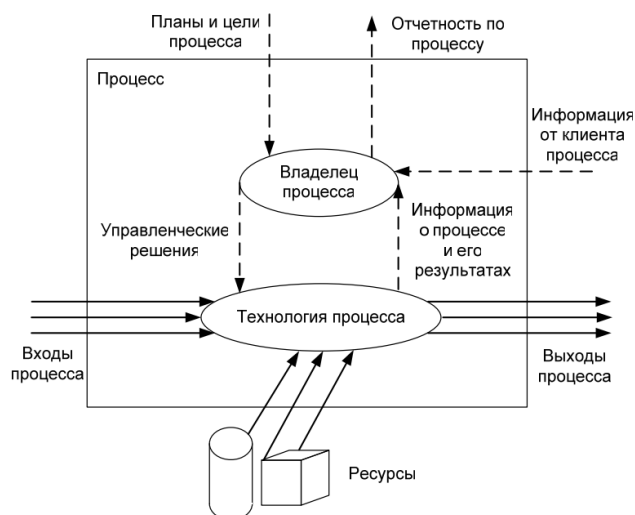 Планы и цели
процесса
Отчетность по
процессу
Процесс
Информация
от клиента
процесса
Владелец
процесса
Управленческие
решения
Информация
о процессе
и его
результатах
Технология процесса
Входы
процесса
Выходы
процесса
Ресурсы